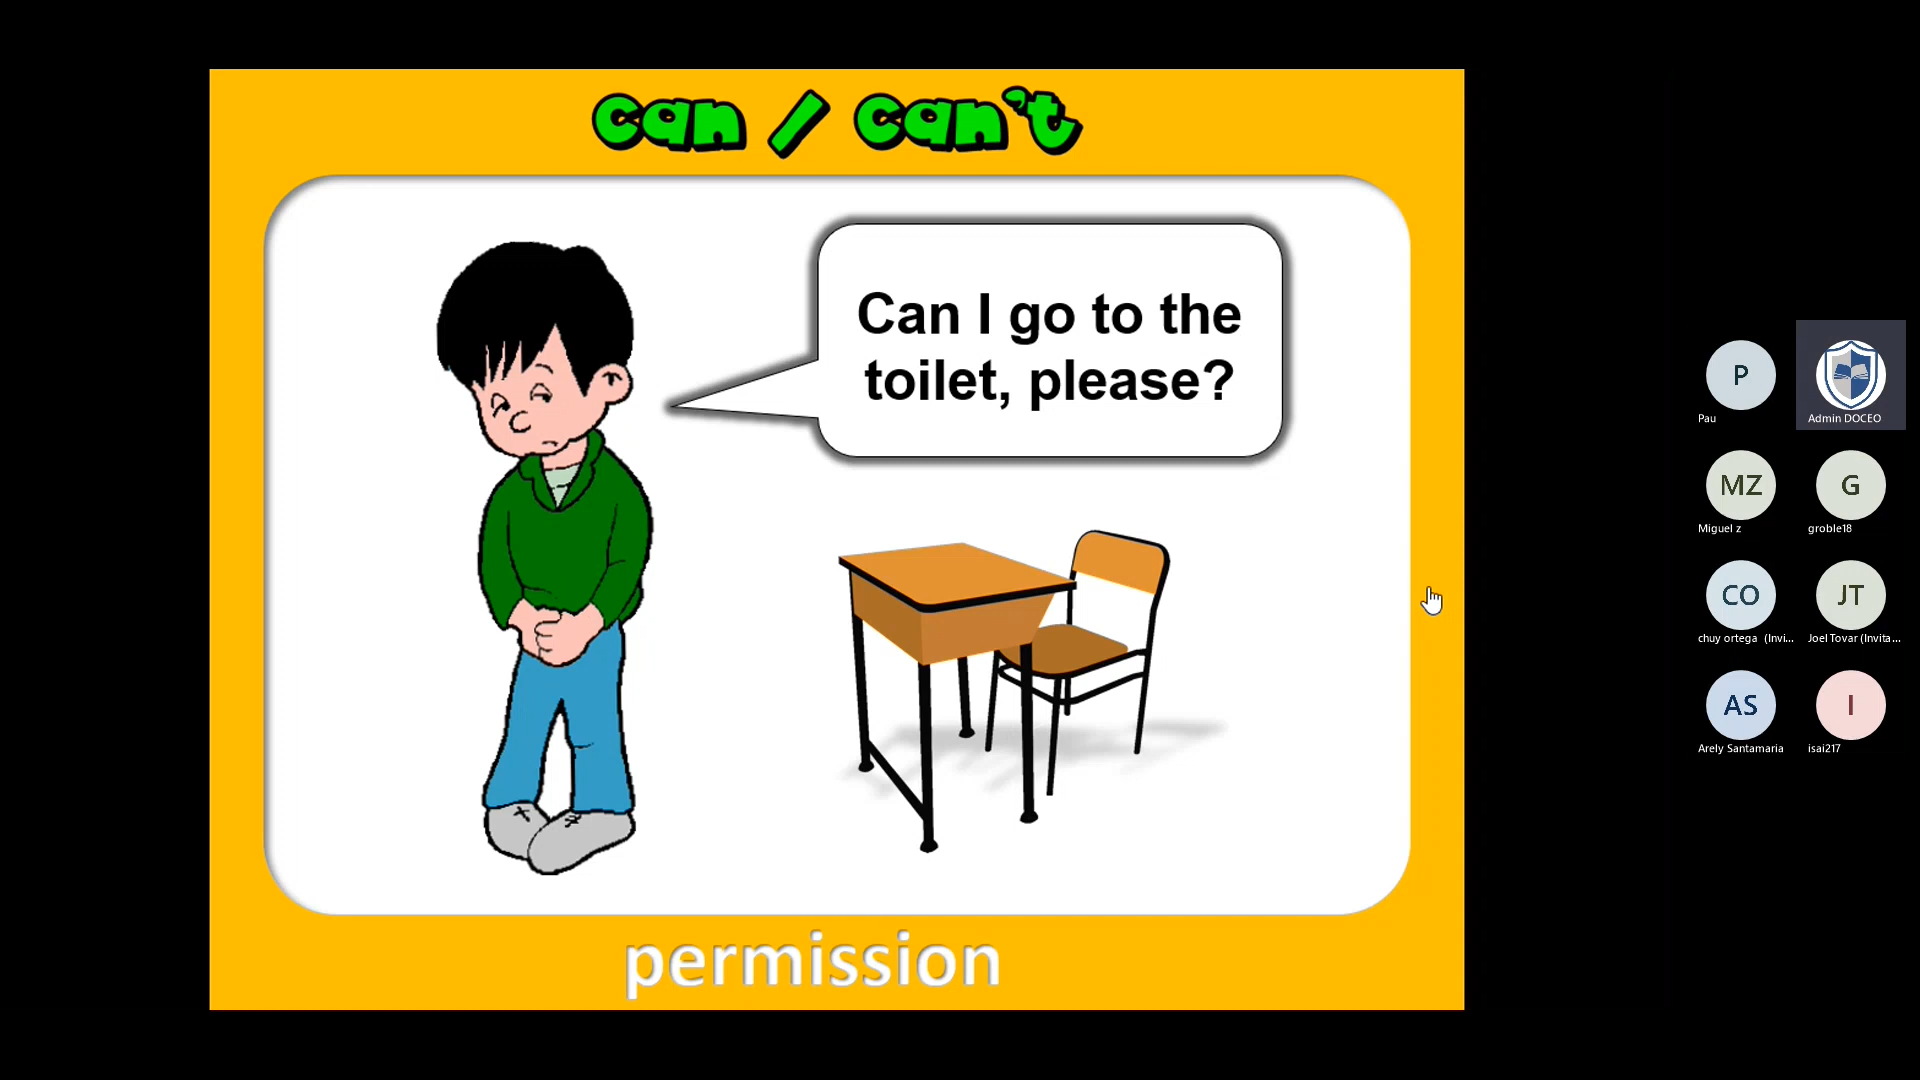 can / can't
Can I go to the
toilet, please?
permission
P
Pau
Admin DOCEO
MZ
Miguel z
G
groble18
CO
chuy ortega (Invi...
JT
Joel Tovar (Invita...
AS
Arely Santamaria
I
isai217